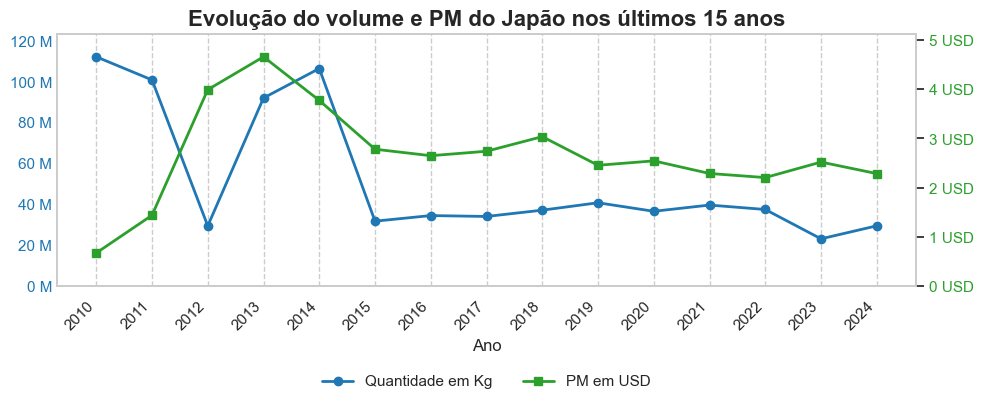 Evolução do volume e PM do Japão nos últimos 15 anos
120 M
100 M
80 M
60 M
40 M
20 M
0 M
5 USD
4 USD
3 USD
2 USD
1 USD
0 USD
2010
2011
2012
2013
2014
2015
2016
2017
2018
2019
2020
2021
2022
2023
2024
Ano
Quantidade em Kg
PM em USD